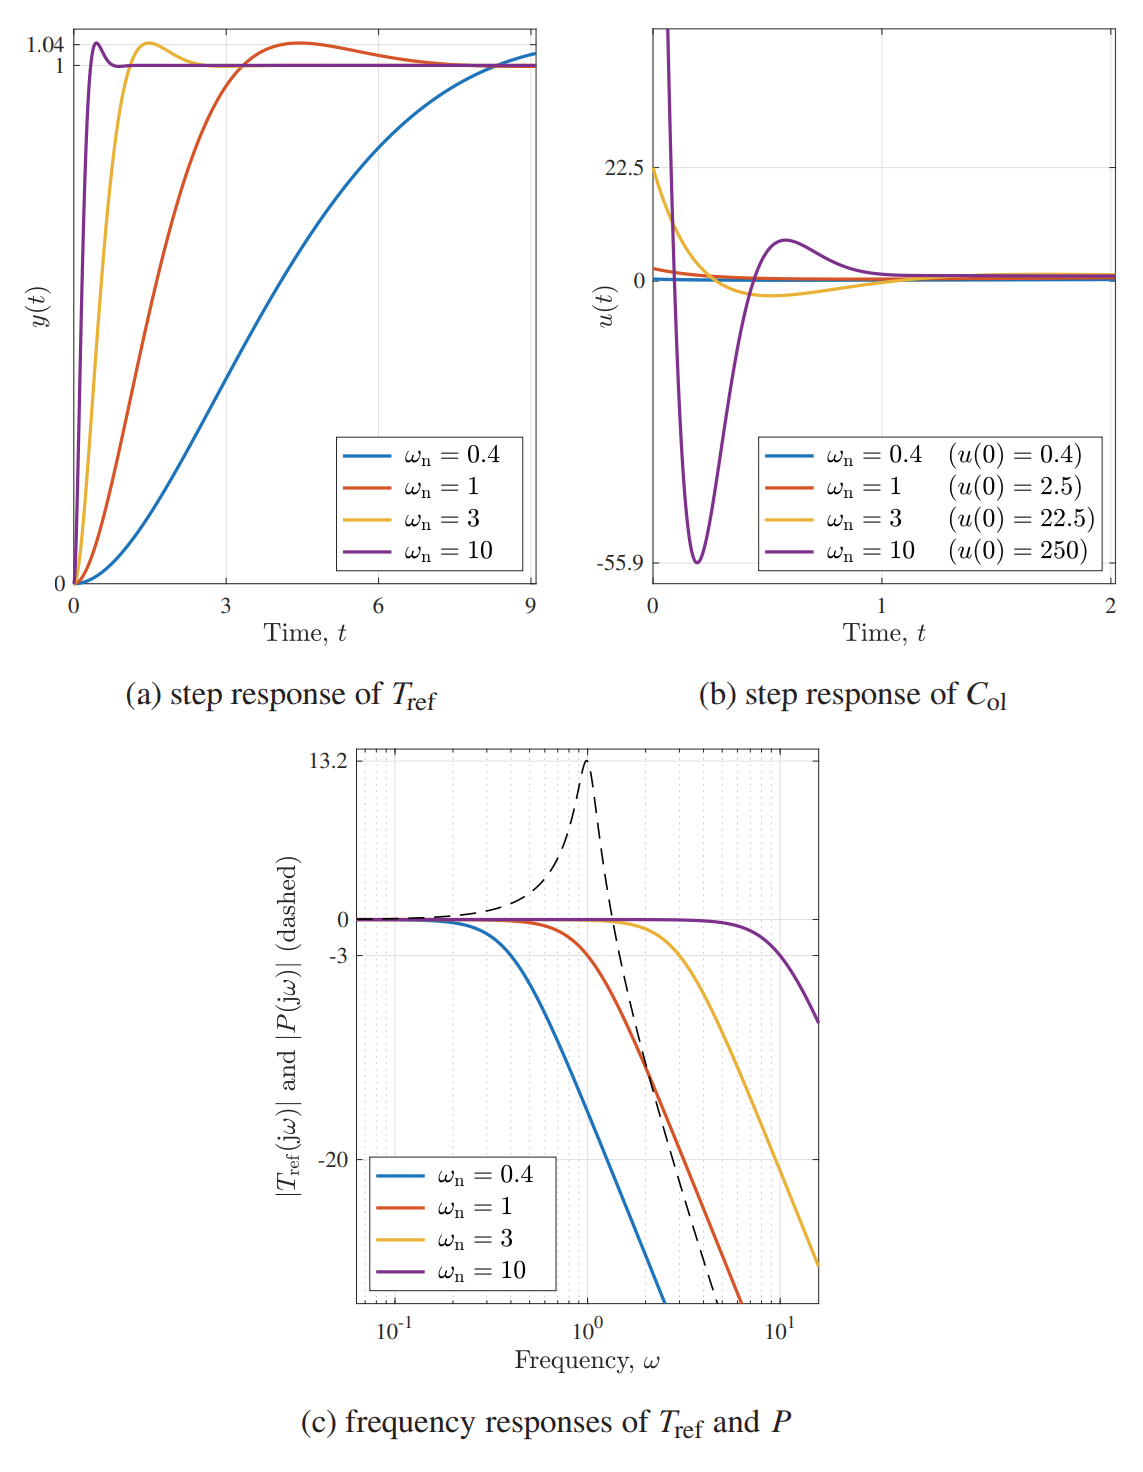 1.04
1
0
y(t)
0 3 6 9
Time, t
ωn = 0.4
ωn = 1
ωn = 3
ωn = 10
(a) step response of Tref
22.5
0
-55.9
u(t)
0 1 2
Time, t
ωn = 0.4 (u(0) = 0.4)
ωn = 1 (u(0) = 2.5)
ωn = 3 (u(0) = 22.5)
ωn = 10 (u(0) = 250)
(b) step response of Col
13.2
0
-3
-20
|Tref(jω)| and |P(jω)| (dashed)
ωn = 0.4
ωn = 1
ωn = 3
ωn = 10
10^-1 10^0 10^1
Frequency, ω
(c) frequency responses of Tref and P